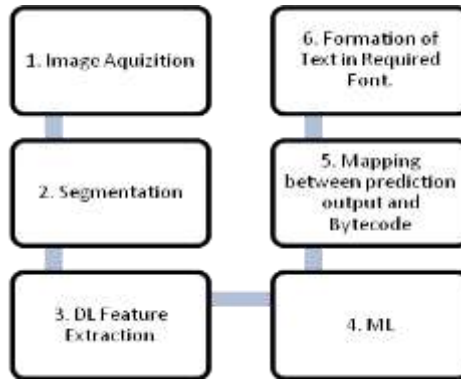 1. Image Aquizition
2. Segmentation
3. DL Feature
Extraction
4. ML
5. Mapping
between prediction
output and
Bytecode
6. Formation of
Text in Required
Font.